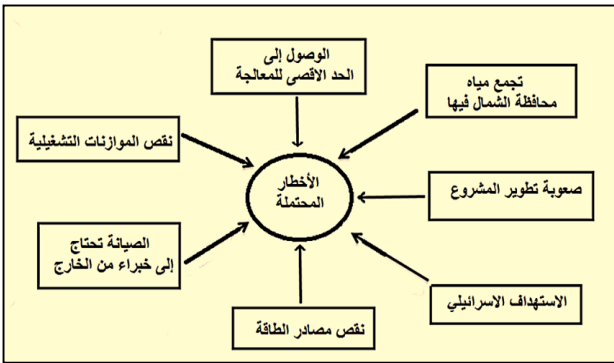 الوصول إلى
الحد الاقصى للمعالجة
تجمع مياه
محافظة الشمال فيها
نقص الموازنات التشغيلية
الأخطار
المحتملة
صعوبة تطوير المشروع
الصيانة تحتاج
إلى خبراء من الخارج
الاستهداف الاسرائيلي
نقص مصادر الطاقة